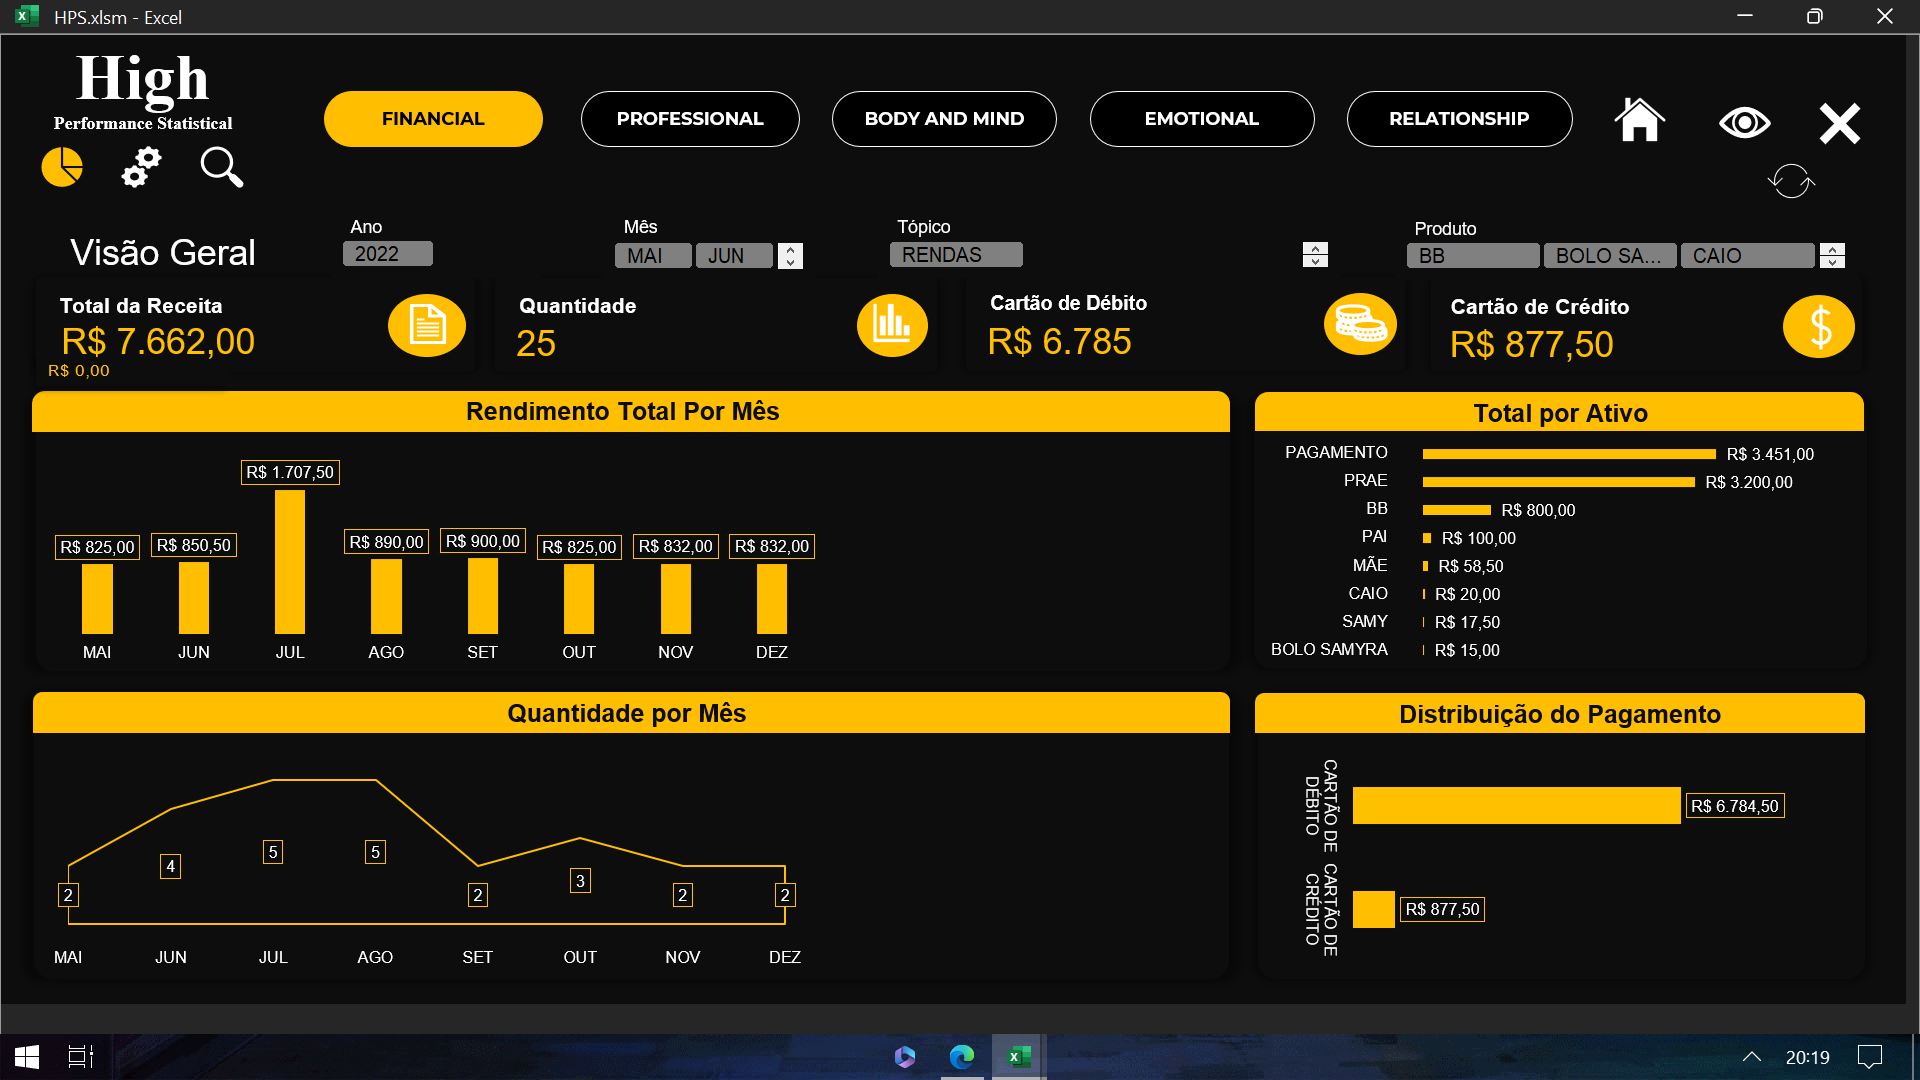 HPS.xlsm - Excel
High
Performance Statistical
FINANCIAL
PROFESSIONAL
BODY AND MIND
EMOTIONAL
RELATIONSHIP
Visão Geral
Ano
2022
Mês
MAI JUN
Tópico
RENDAS
Produto
BB BOLO SA... CAIO
Total da Receita
R$ 7.662,00
R$ 0,00
Quantidade
25
Cartão de Débito
R$ 6.785
Cartão de Crédito
R$ 877,50
Rendimento Total Por Mês
R$ 825,00 R$ 850,50 R$ 1.707,50 R$ 890,00 R$ 900,00 R$ 825,00 R$ 832,00 R$ 832,00
MAI JUN JUL AGO SET OUT NOV DEZ
Total por Ativo
PAGAMENTO R$ 3.451,00
PRAE R$ 3.200,00
BB R$ 800,00
PAI R$ 100,00
MÃE R$ 58,50
CAIO R$ 20,00
SAMY R$ 17,50
BOLO SAMYRA R$ 15,00
Quantidade por Mês
2 4 5 5 2 3 2 2
MAI JUN JUL AGO SET OUT NOV DEZ
Distribuição do Pagamento
CARTÃO DE
DÉBITO
R$ 6.784,50
CARTÃO DE
CRÉDITO
R$ 877,50
20:19